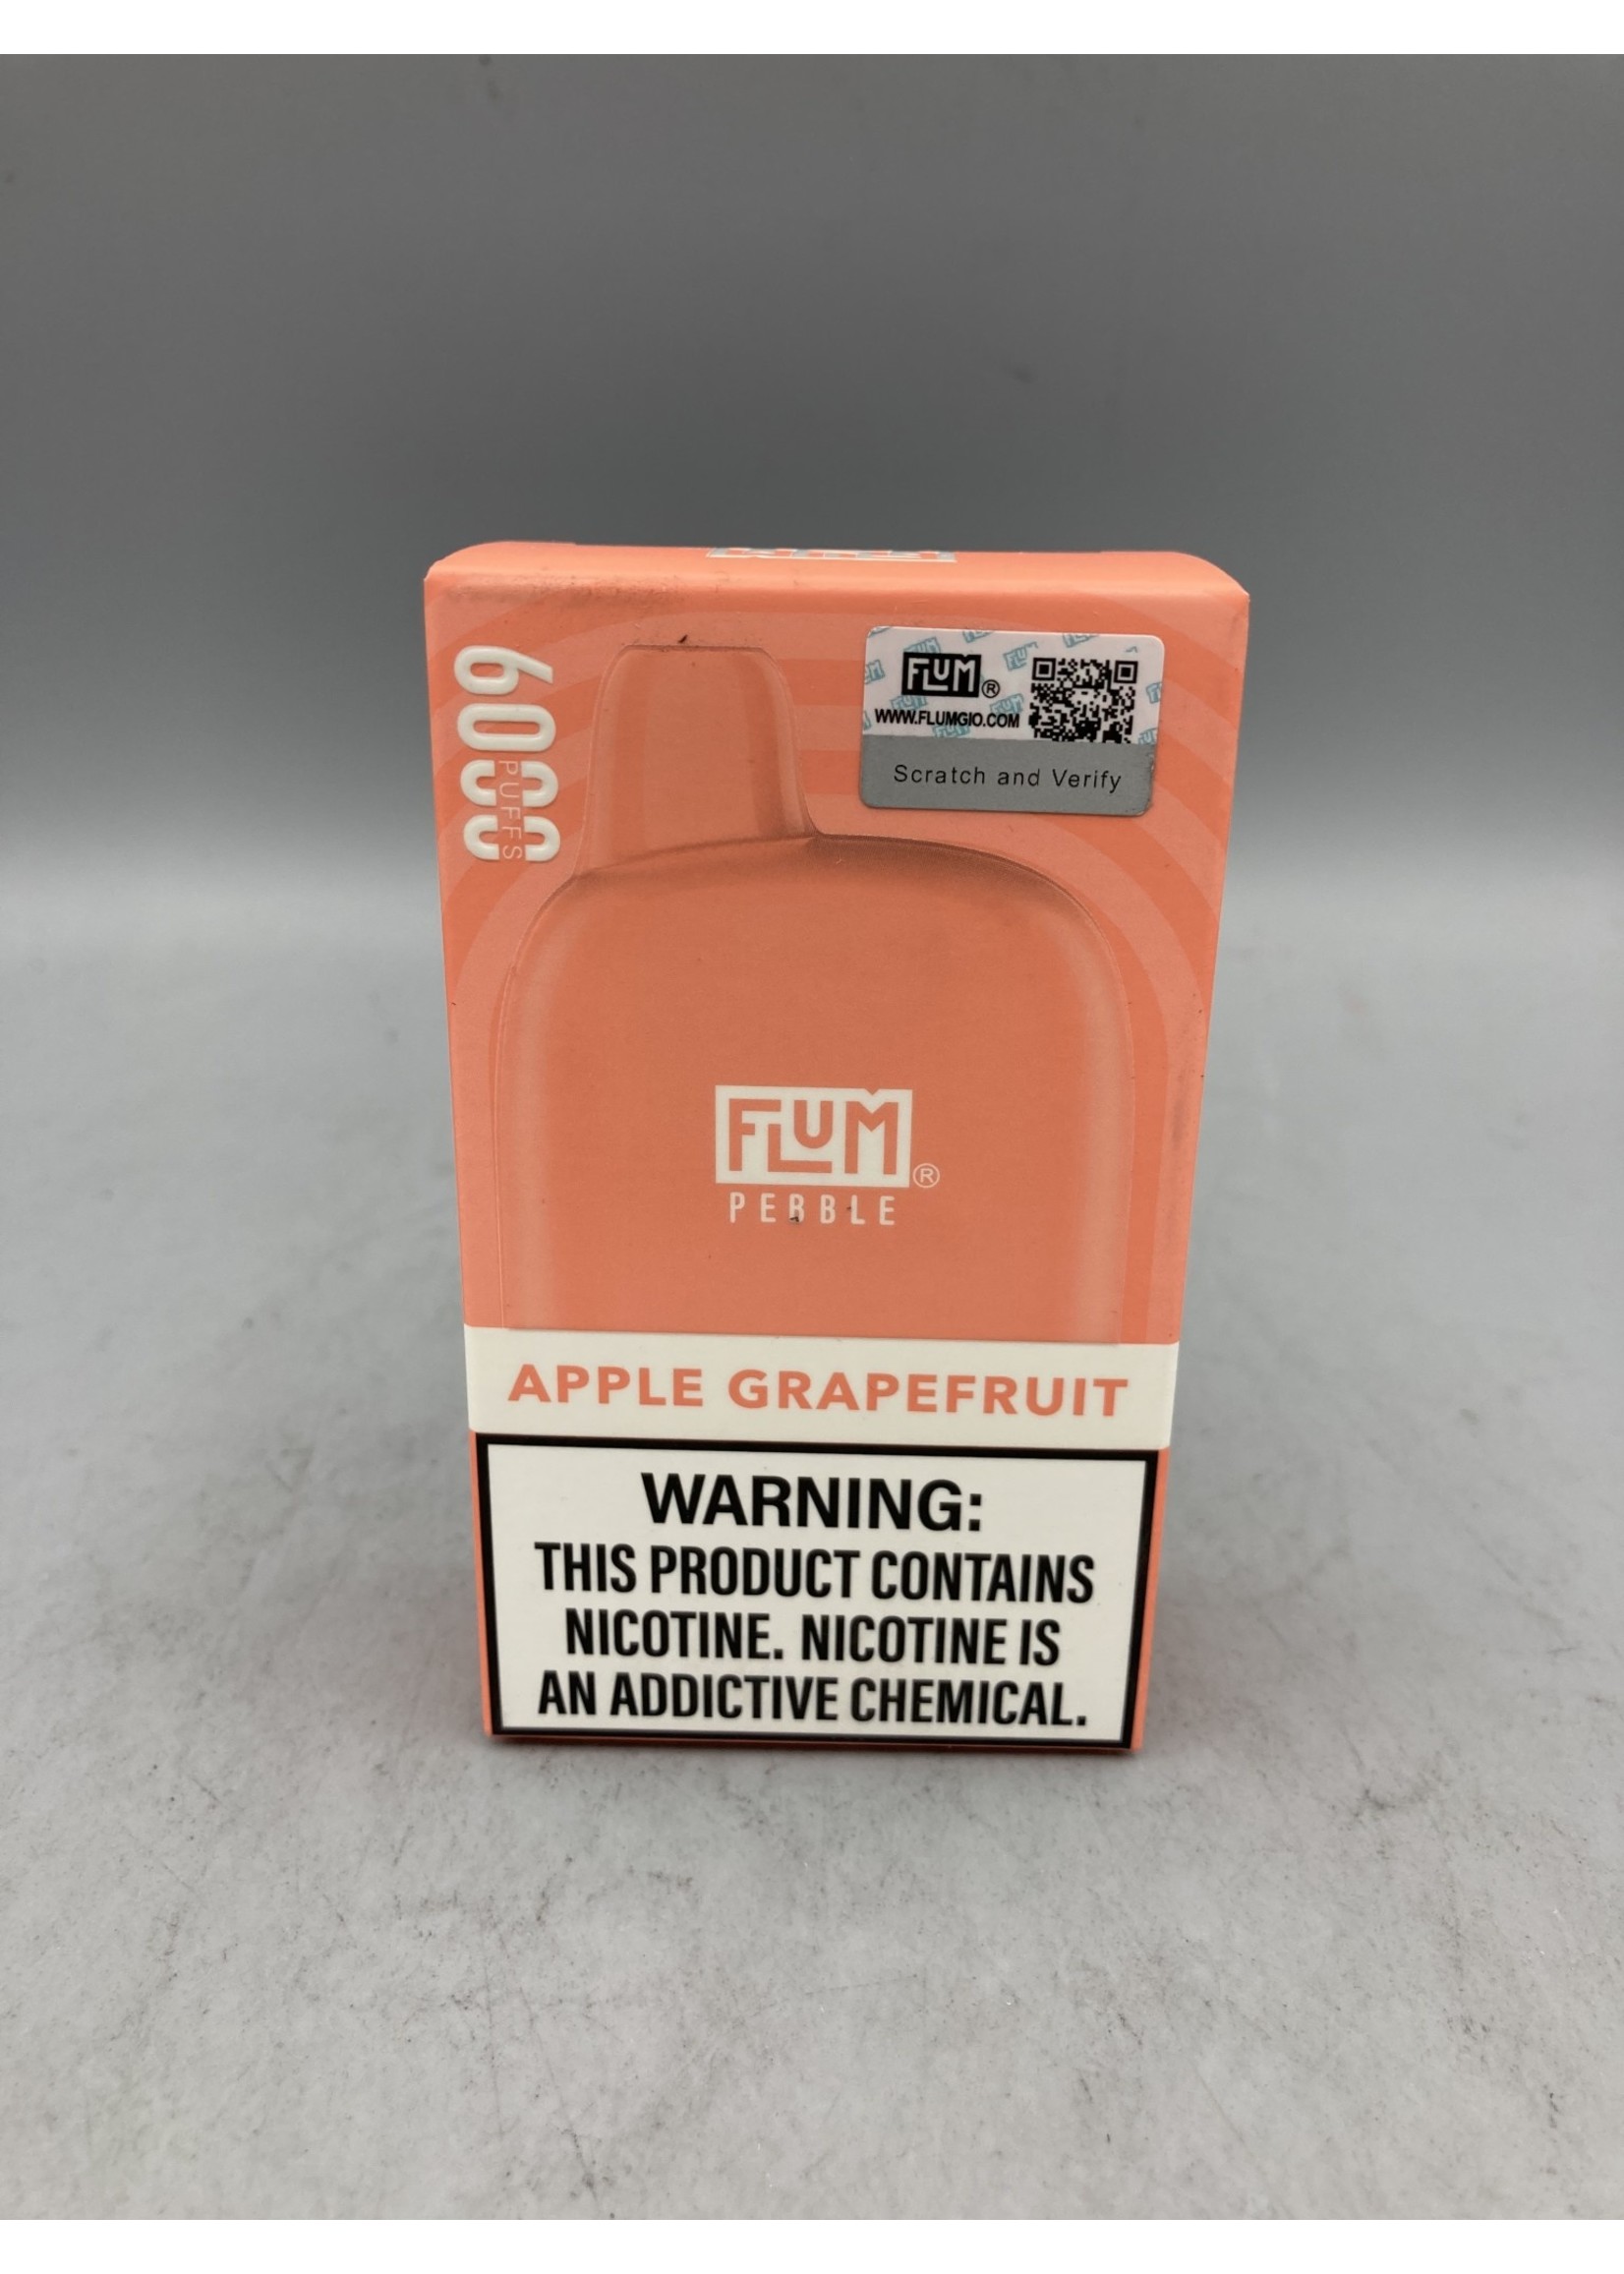 6000
PUFFS
FLUM®
WWW.FLUMGIO.COM
Scratch and Verify
FLUM®
PEBBLE
APPLE GRAPEFRUIT
WARNING:
THIS PRODUCT CONTAINS
NICOTINE. NICOTINE IS
AN ADDICTIVE CHEMICAL.